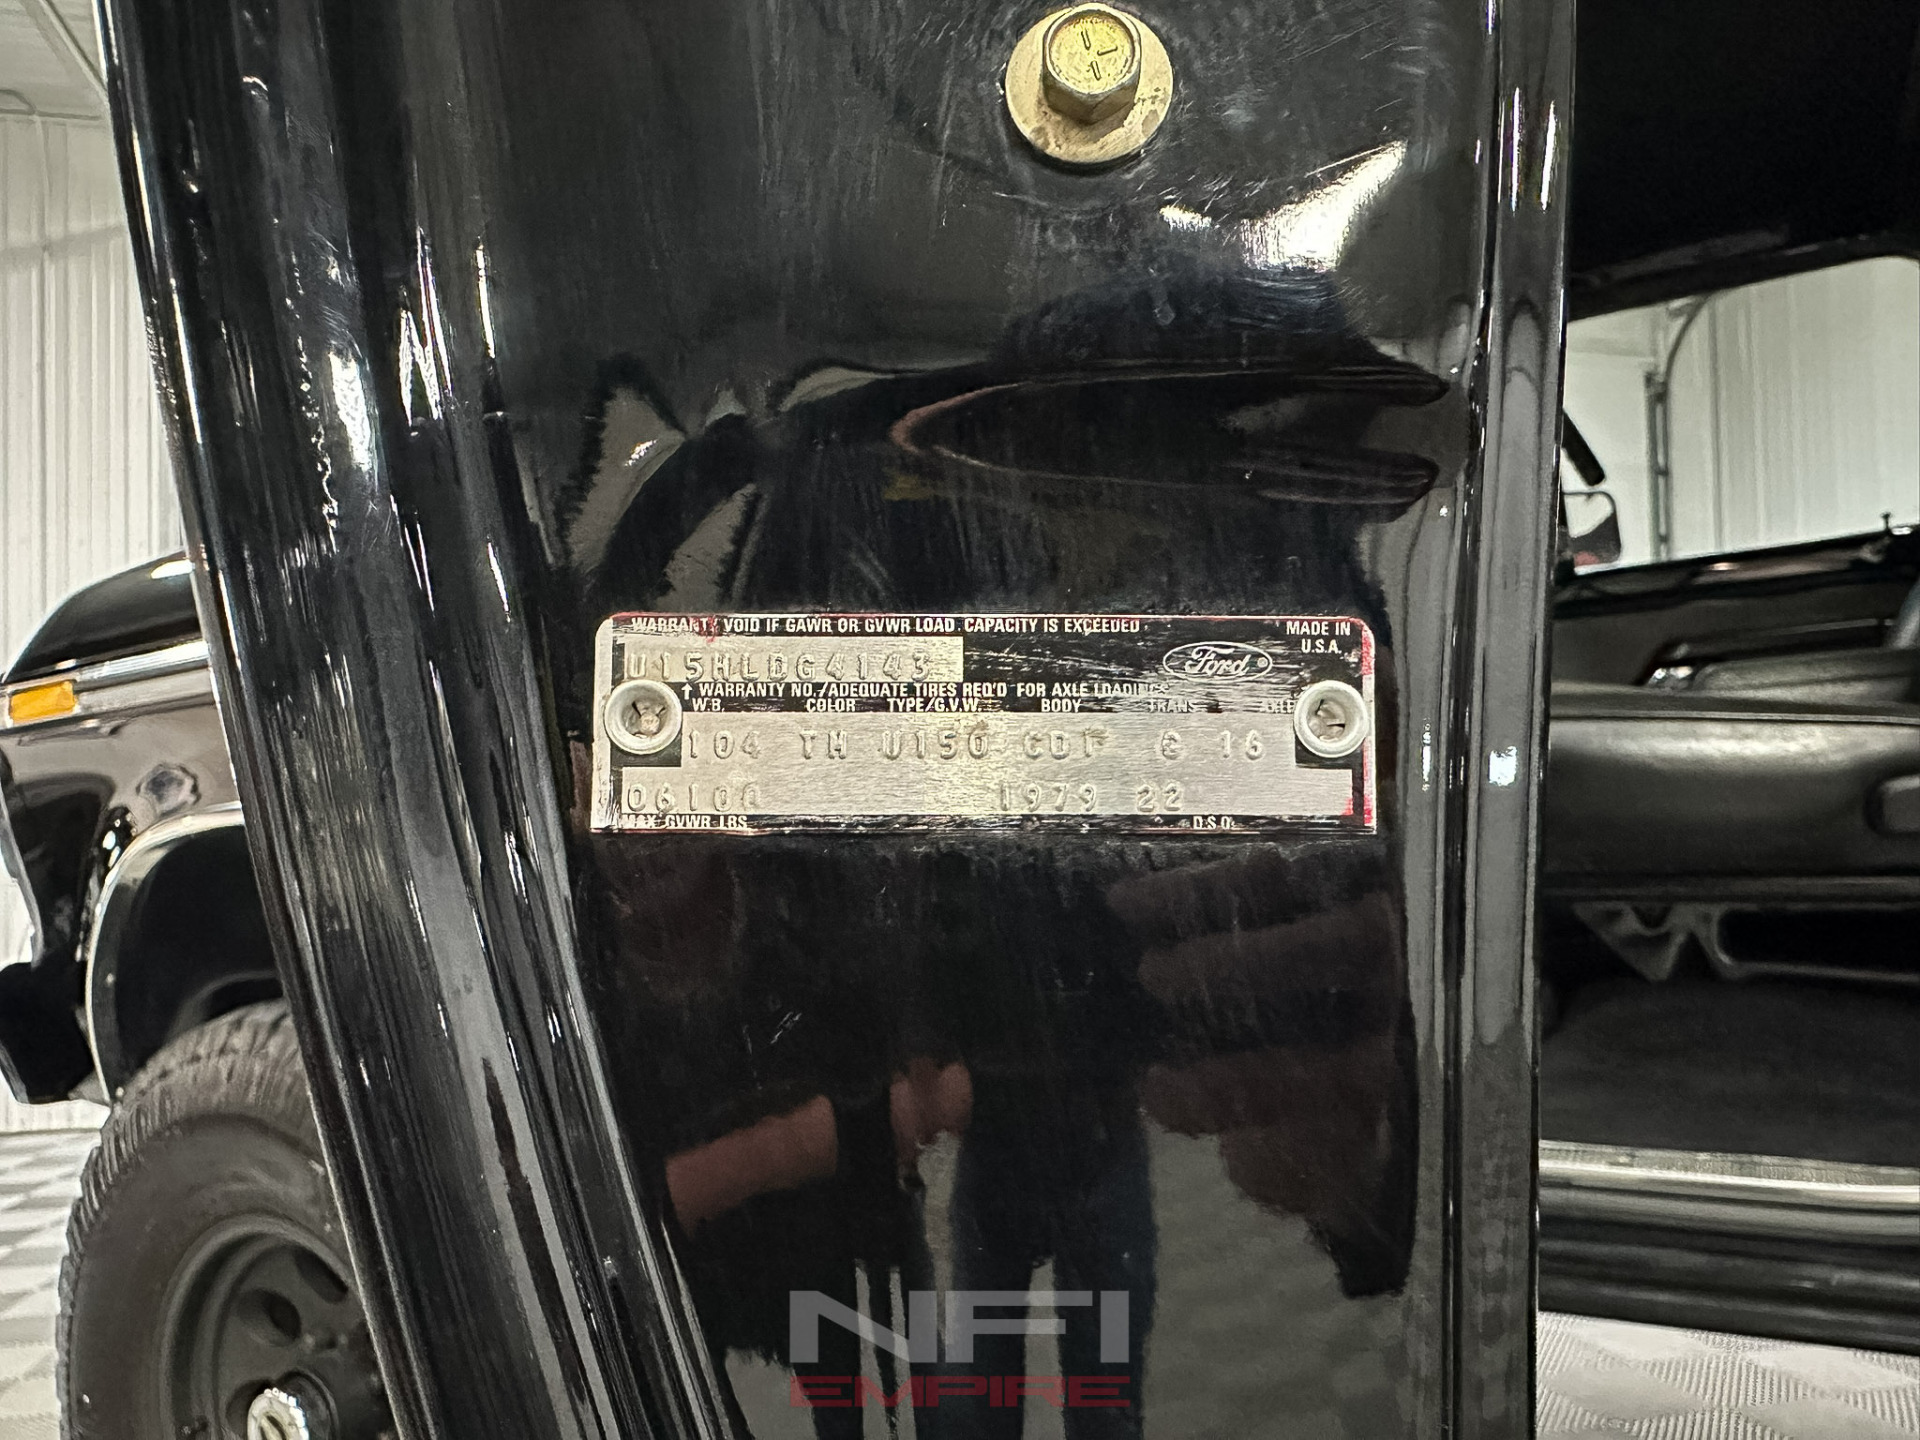 WARRANTY VOID IF GAWR OR GVWR LOAD CAPACITY IS EXCEEDED
MADE IN
U.S.A.
U15HLDG4143
Ford
↑ WARRANTY NO./ADEQUATE TIRES REQ'D FOR AXLE LOADINGS
W.B. COLOR TYPE/G.V.W. BODY TRANS AXLE
104 TH U150 CDF G 16
06100 1979 22
MAX. GVWR LBS D.S.O.
NFI
EMPIRE